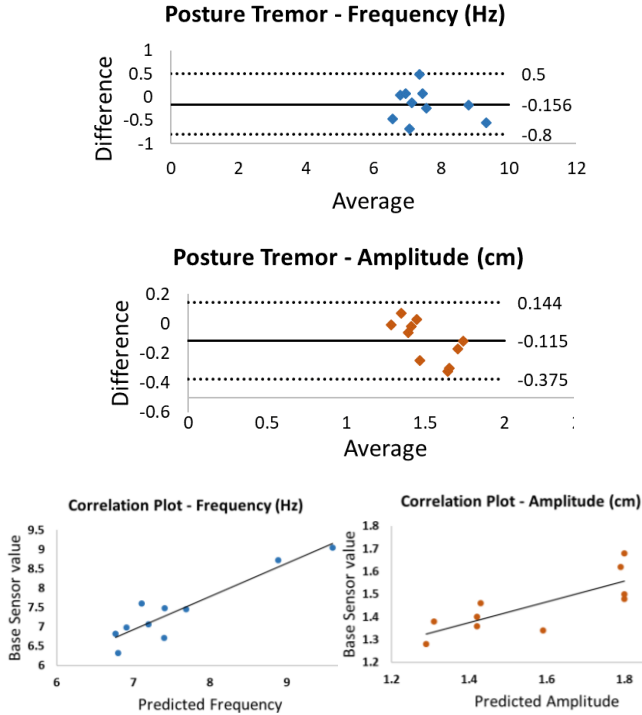 Posture Tremor - Frequency (Hz)
Difference
1
0.5
0
-0.5
-1
0 2 4 6 8 10 12
0.5
-0.156
-0.8
Average
Posture Tremor - Amplitude (cm)
Difference
0.2
0
-0.2
-0.4
-0.6
0 0.5 1 1.5 2
0.144
-0.115
-0.375
Average
Correlation Plot - Frequency (Hz)
Base Sensor value
9.5
9
8.5
8
7.5
7
6.5
6
6 7 8 9
Predicted Frequency
Correlation Plot - Amplitude (cm)
Base Sensor value
1.8
1.7
1.6
1.5
1.4
1.3
1.2
1.2 1.4 1.6 1.8
Predicted Amplitude